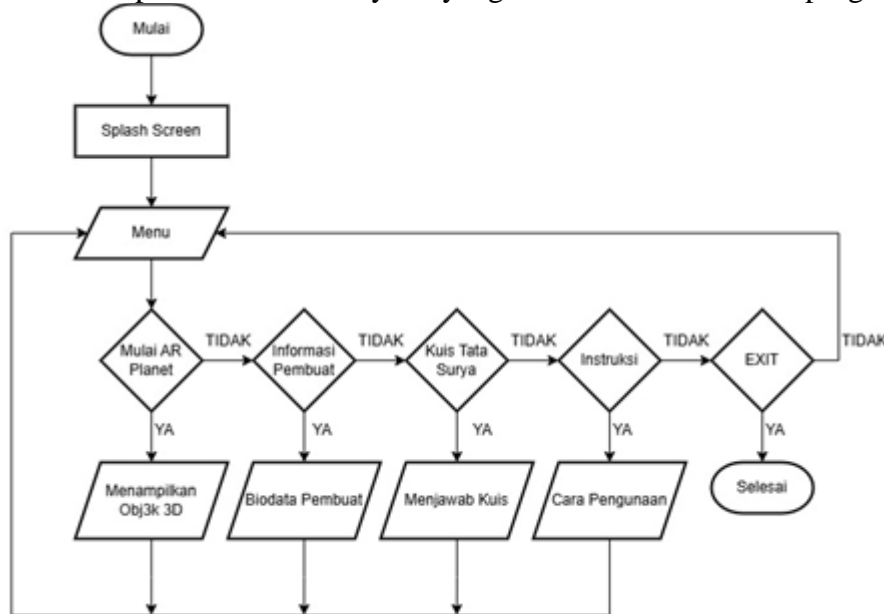 Mulai
Splash Screen
Menu
Mulai AR
Planet
TIDAK
Informasi
Pembuat
TIDAK
Kuis Tata
Surya
TIDAK
Instruksi
TIDAK
EXIT
TIDAK
YA
YA
YA
YA
YA
Menampilkan
Obj3k 3D
Biodata Pembuat
Menjawab Kuis
Cara Pengunaan
Selesai